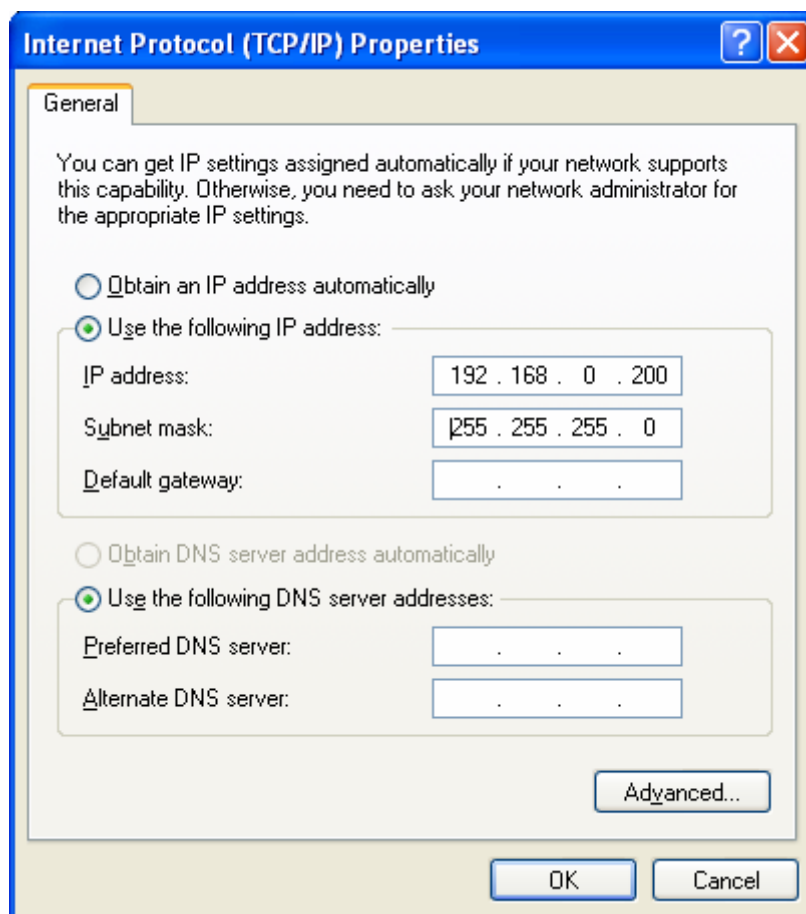 Internet Protocol (TCP/IP) Properties
General
You can get IP settings assigned automatically if your network supports
this capability. Otherwise, you need to ask your network administrator for
the appropriate IP settings.
Obtain an IP address automatically
Use the following IP address:
IP address: 192 . 168 . 0 . 200
Subnet mask: 255 . 255 . 255 . 0
Default gateway: . . .
Obtain DNS server address automatically
Use the following DNS server addresses:
Preferred DNS server: . . .
Alternate DNS server: . . .
Advanced...
OK Cancel